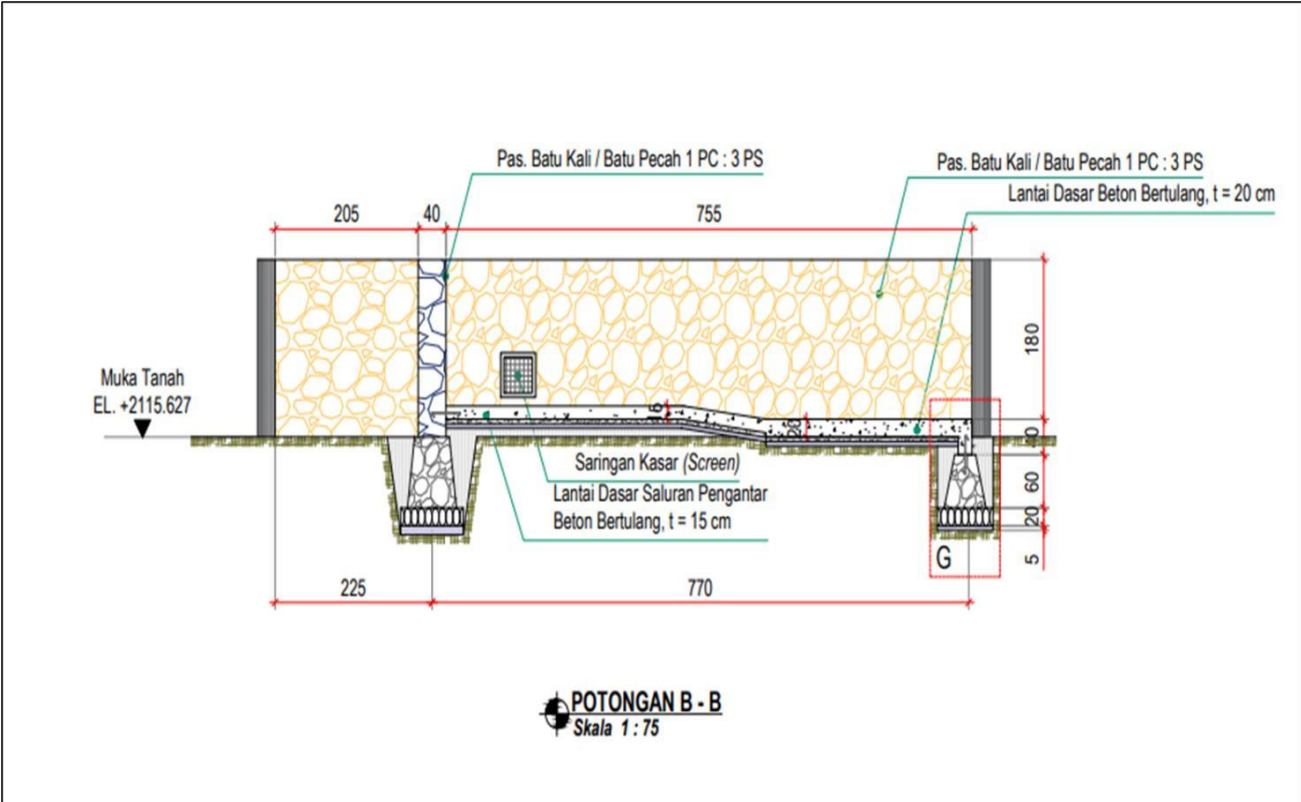 Pas. Batu Kali / Batu Pecah 1 PC : 3 PS
Pas. Batu Kali / Batu Pecah 1 PC : 3 PS
Lantai Dasar Beton Bertulang, t = 20 cm
205
40
755
180
Muka Tanah
EL. +2115.627
20
40
Saringan Kasar (Screen)
Lantai Dasar Saluran Pengantar
Beton Bertulang, t = 15 cm
60
20
G
5
225
770
POTONGAN B - B
Skala 1 : 75